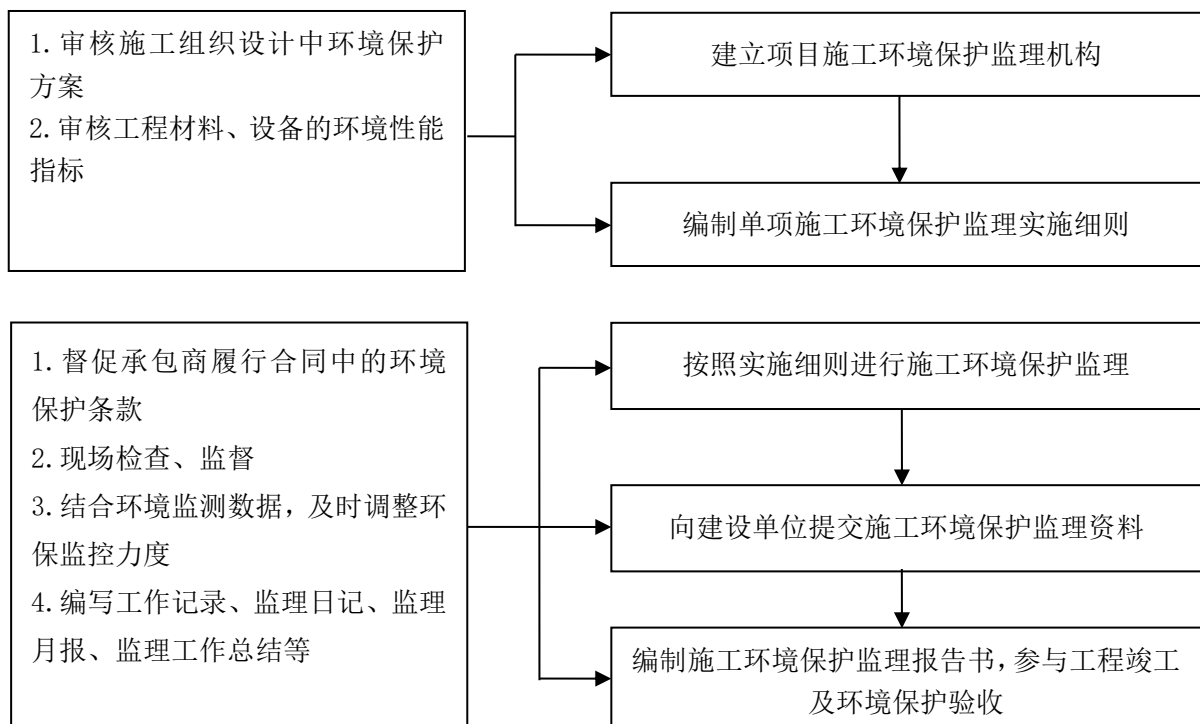 1.审核施工组织设计中环境保护
方案
2.审核工程材料、设备的环境性能
指标
建立项目施工环境保护监理机构
编制单项施工环境保护监理实施细则
1.督促承包商履行合同中的环境
保护条款
2.现场检查、监督
3.结合环境监测数据，及时调整环
保监控力度
4.编写工作记录、监理日记、监理
月报、监理工作总结等
按照实施细则进行施工环境保护监理
向建设单位提交施工环境保护监理资料
编制施工环境保护监理报告书，参与工程竣工
及环境保护验收